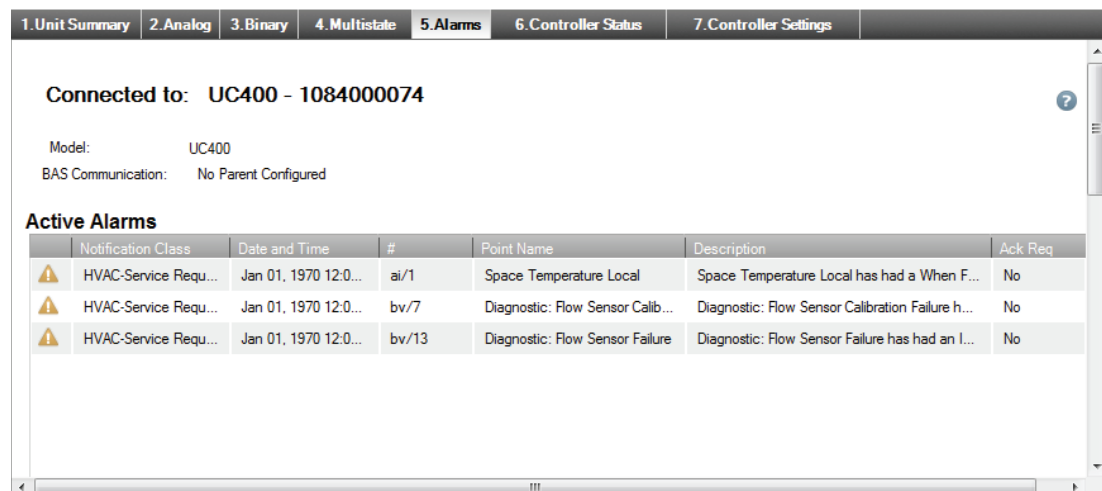 1.Unit Summary 2.Analog 3.Binary 4.Multistate 5.Alarms 6.Controller Status 7.Controller Settings
Connected to: UC400 - 1084000074
?
Model: UC400
BAS Communication: No Parent Configured
Active Alarms
Notification Class Date and Time # Point Name Description Ack Req
HVAC-Service Requ... Jan 01, 1970 12:0... ai/1 Space Temperature Local Space Temperature Local has had a When F... No
HVAC-Service Requ... Jan 01, 1970 12:0... bv/7 Diagnostic: Flow Sensor Calib... Diagnostic: Flow Sensor Calibration Failure h... No
HVAC-Service Requ... Jan 01, 1970 12:0... bv/13 Diagnostic: Flow Sensor Failure Diagnostic: Flow Sensor Failure has had an I... No